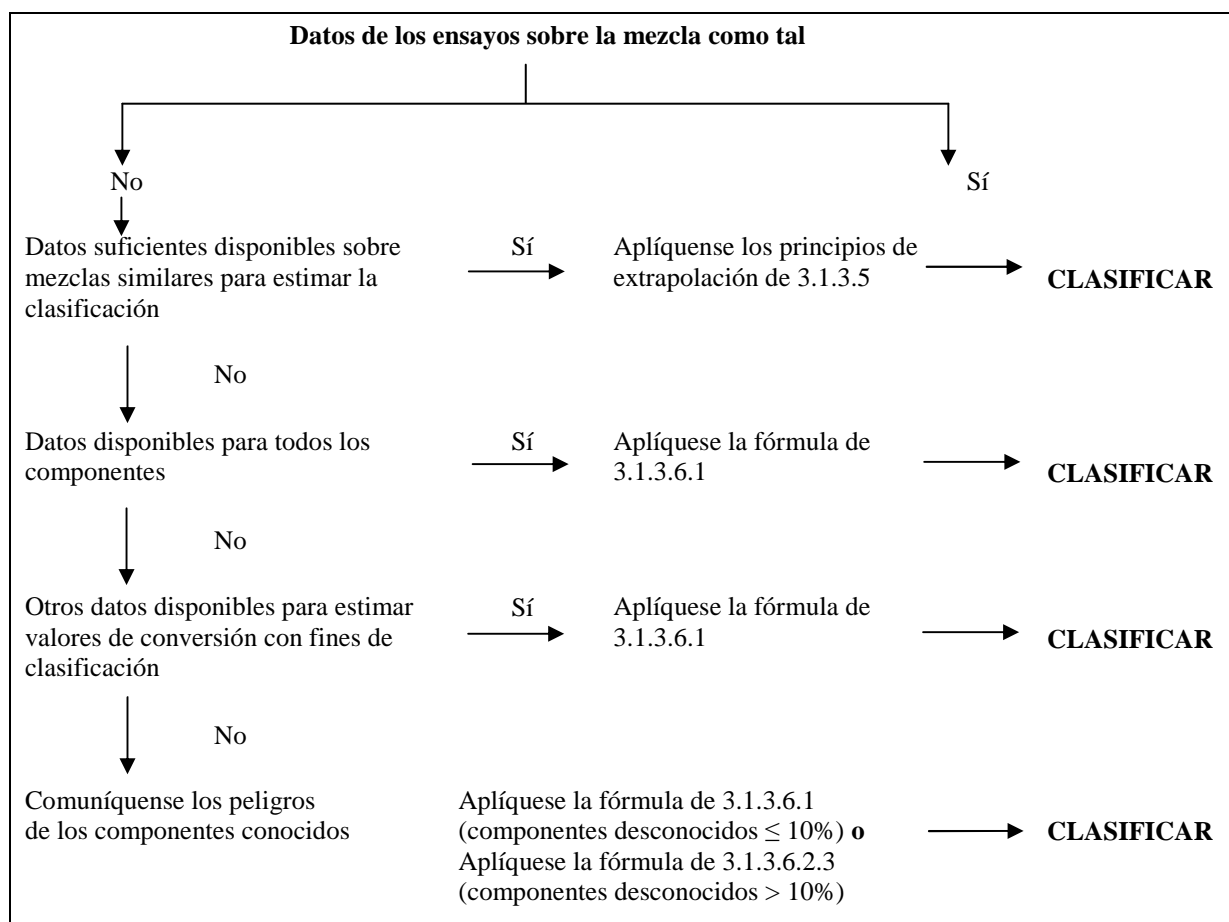 Datos de los ensayos sobre la mezcla como tal
No
Sí
Datos suficientes disponibles sobre
mezclas similares para estimar la
clasificación
Sí
Aplíquense los principios de
extrapolación de 3.1.3.5
CLASIFICAR
No
Datos disponibles para todos los
componentes
Sí
Aplíquese la fórmula de
3.1.3.6.1
CLASIFICAR
No
Otros datos disponibles para estimar
valores de conversión con fines de
clasificación
Sí
Aplíquese la fórmula de
3.1.3.6.1
CLASIFICAR
No
Comuníquense los peligros
de los componentes conocidos
Aplíquese la fórmula de 3.1.3.6.1
(componentes desconocidos ≤ 10%) o
Aplíquese la fórmula de 3.1.3.6.2.3
(componentes desconocidos > 10%)
CLASIFICAR